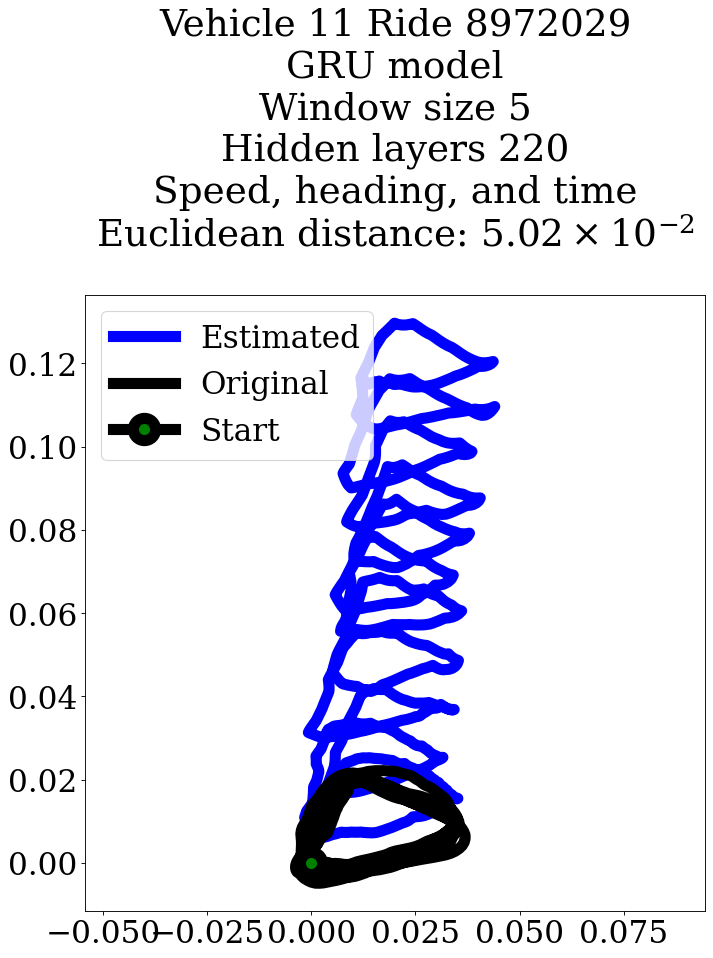 Vehicle 11 Ride 8972029
GRU model
Window size 5
Hidden layers 220
Speed, heading, and time
Euclidean distance: 5.02 × 10⁻²
Estimated
Original
Start
0.12
0.10
0.08
0.06
0.04
0.02
0.00
−0.050 −0.025 0.000 0.025 0.050 0.075